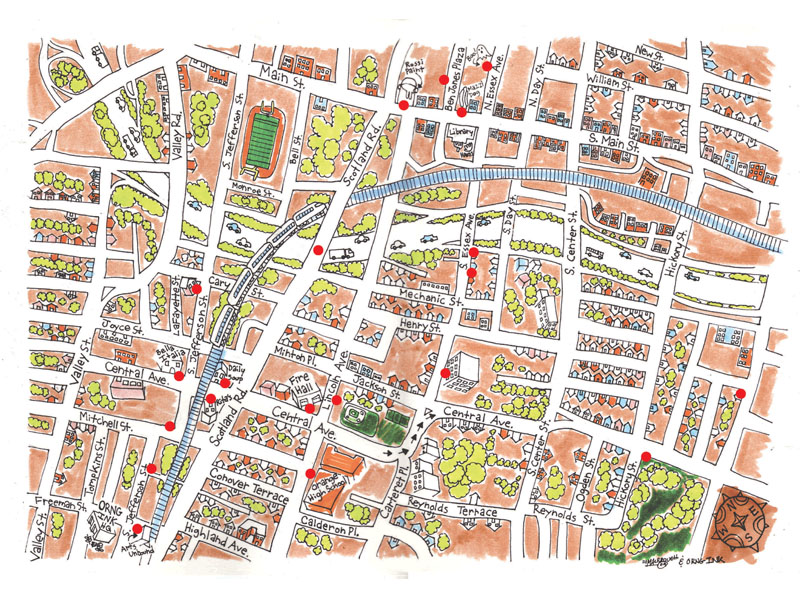 New St.
William St.
Main St.
Rossi
Paint
Ben Jones Plaza
N. Essex Ave.
N. Day St.
S. Main St.
Library
Valley Rd.
S. Jefferson St.
Bell St.
Scotland Rd.
Monroe St.
S. Essex Ave.
S. Day St.
S. Center St.
Hickory St.
Cary
St.
Lafayette St.
S. Jefferson St.
Mechanic St.
Henry St.
Joyce St.
Bella
Italia
Minton Pl.
Lincoln Ave.
Valley St.
Central Ave.
Daily
Soup
Fire
Hall
Jackson St.
Scotland Rd.
Central Ave.
Central Ave.
Mitchell St.
Tompkins St.
S. Center St.
Ogden St.
Hickory St.
Conover Terrace
Orange
High School
Carteret Pl.
Reynolds Terrace
Reynolds St.
Freeman St.
Valley St.
ORNG
INK
Jefferson
Arts
Unbound
Highland Ave.
Calderon Pl.
N
E
S
W
& ORNG INK